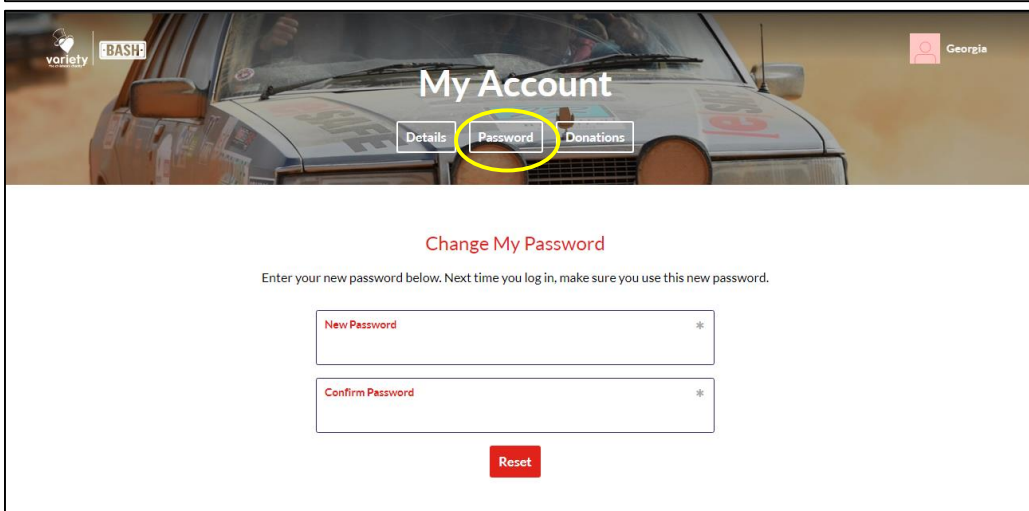 variety
·BASH·
Georgia
My Account
Details Password Donations
Change My Password
Enter your new password below. Next time you log in, make sure you use this new password.
New Password *
Confirm Password *
Reset